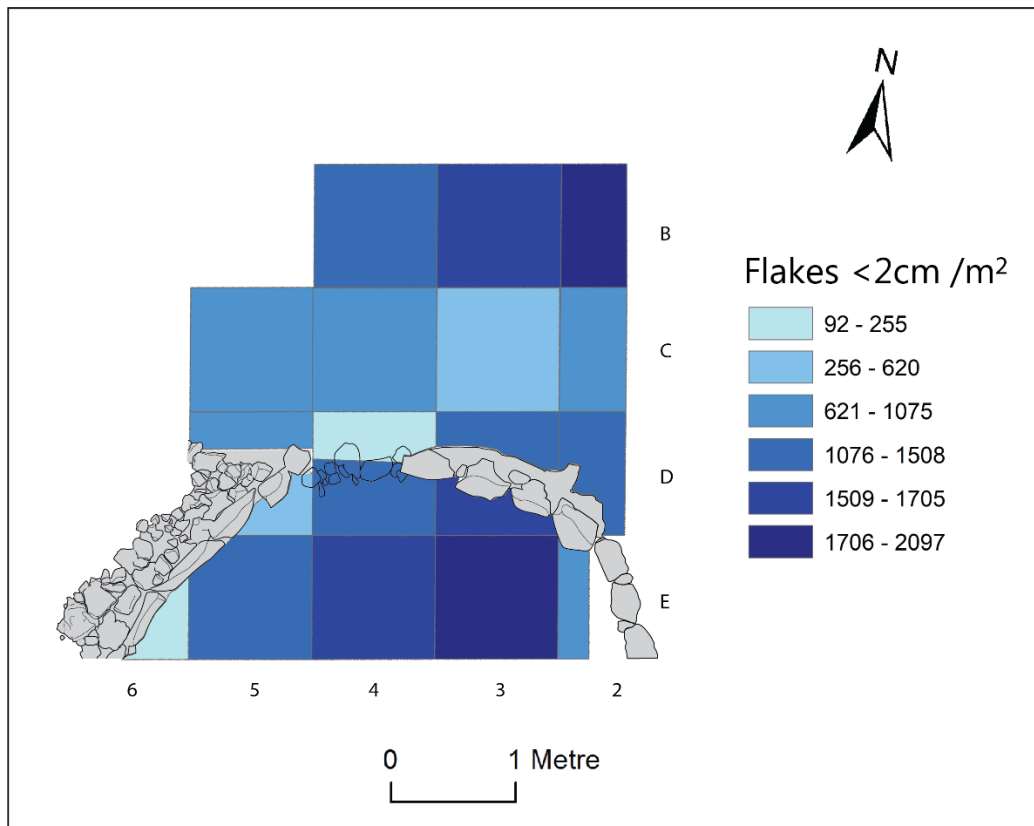 N
B
C
D
E
6 5 4 3 2
Flakes <2cm /m²
92 - 255
256 - 620
621 - 1075
1076 - 1508
1509 - 1705
1706 - 2097
0 1 Metre